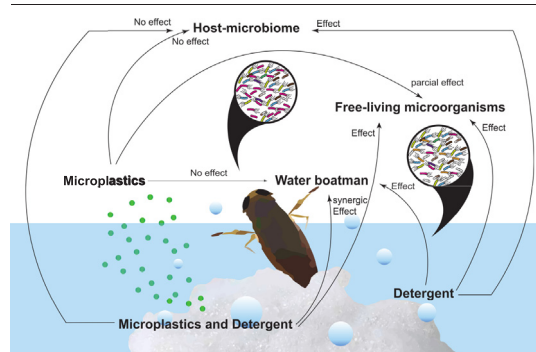 No effect
Host-microbiome
Effect
No effect
parcial effect
Free-living microorganisms
Effect
Effect
Microplastics
No effect
Water boatman
Effect
synergic
Effect
Detergent
Microplastics and Detergent